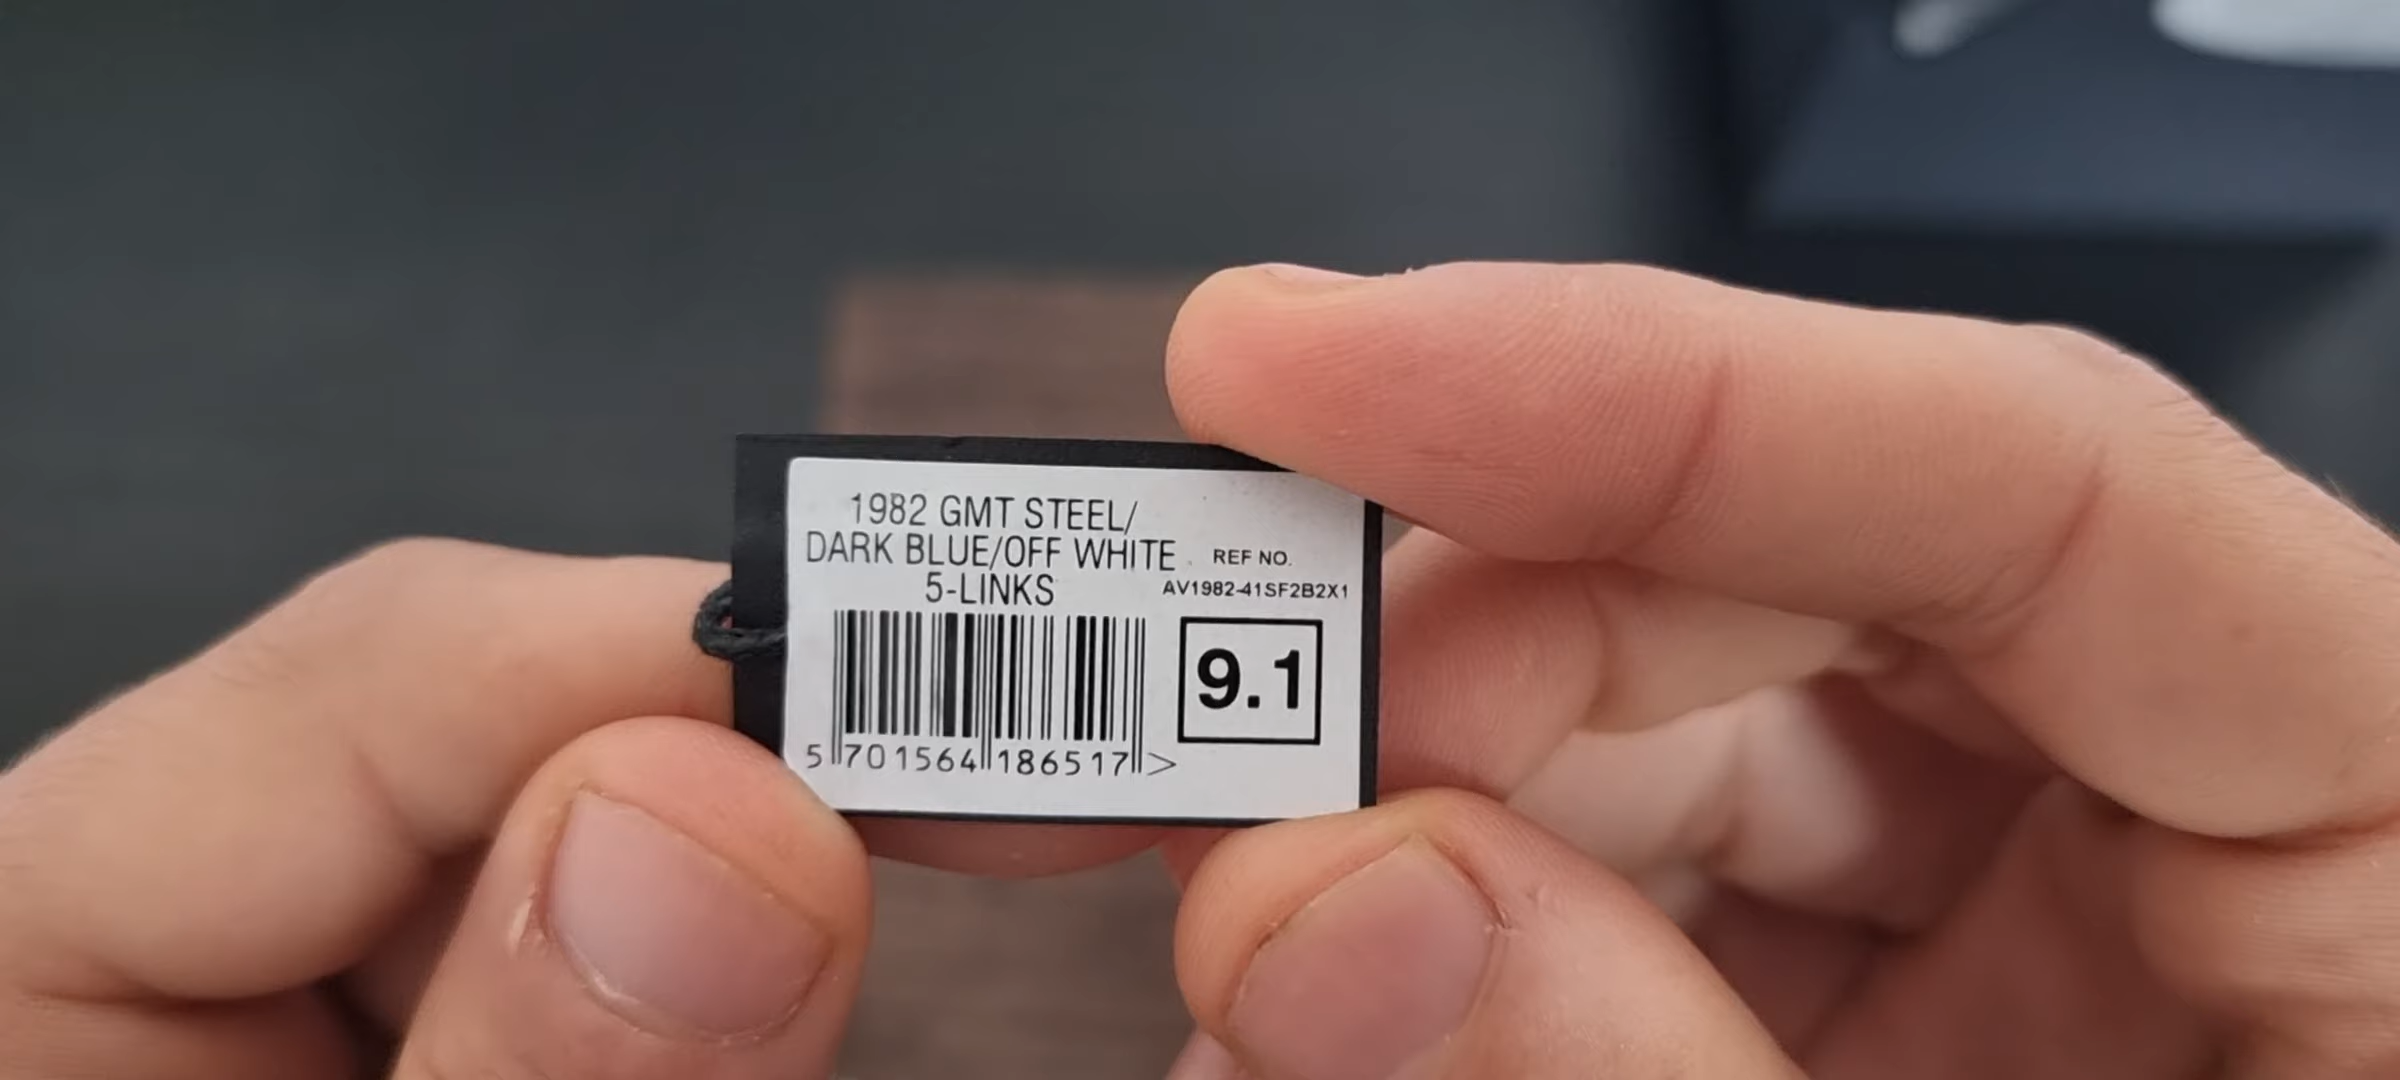 1982 GMT STEEL/
DARK BLUE/OFF WHITE
5-LINKS
REF NO.
AV1982-41SF2B2X1
9.1
5 701564 186517 >